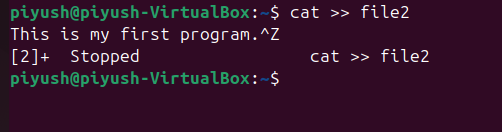 piyush@piyush-VirtualBox:~$ cat >> file2
This is my first program.^Z
[2]+  Stopped                 cat >> file2
piyush@piyush-VirtualBox:~$